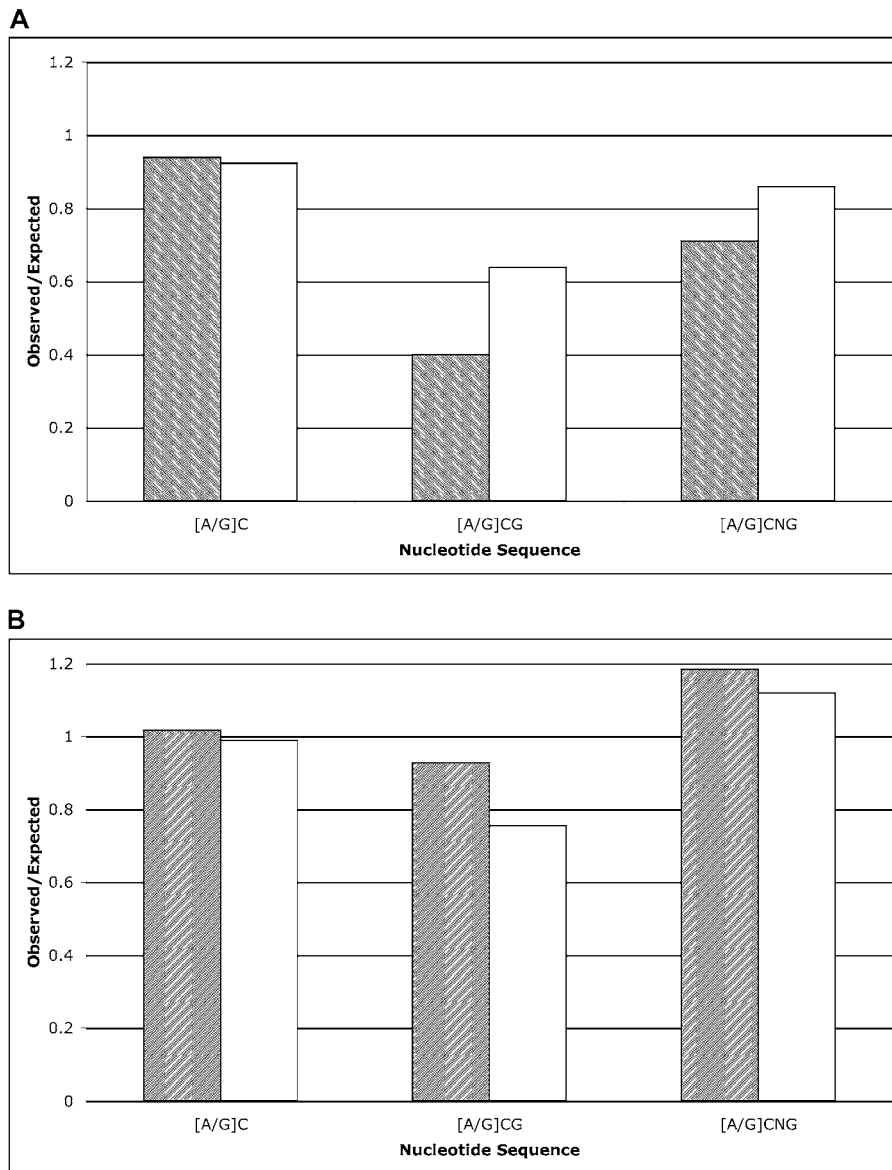 A
1.2
1
0.8
0.6
0.4
0.2
0
Observed/Expected
[A/G]C [A/G]CG [A/G]CNG
Nucleotide Sequence
B
1.2
1
0.8
0.6
0.4
0.2
0
Observed/Expected
[A/G]C [A/G]CG [A/G]CNG
Nucleotide Sequence